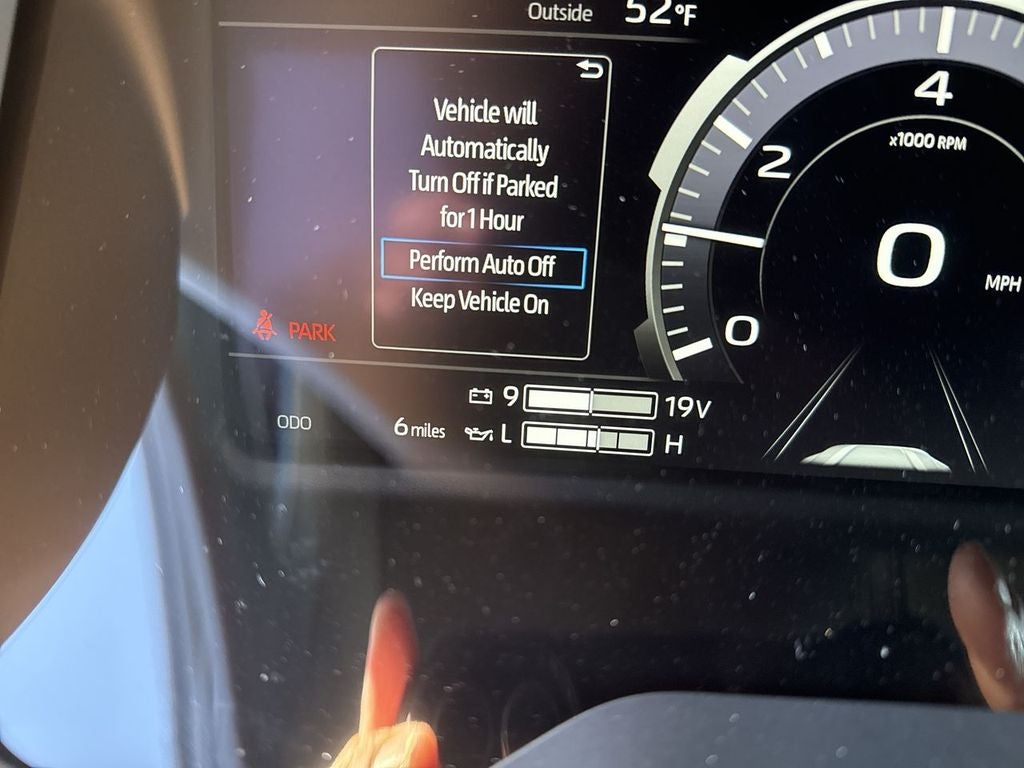 Outside 52°F
Vehicle will
Automatically
Turn Off if Parked
for 1 Hour
Perform Auto Off
Keep Vehicle On
PARK
9 19V
ODO 6 miles L H
4
x1000 RPM
2
0
MPH
0